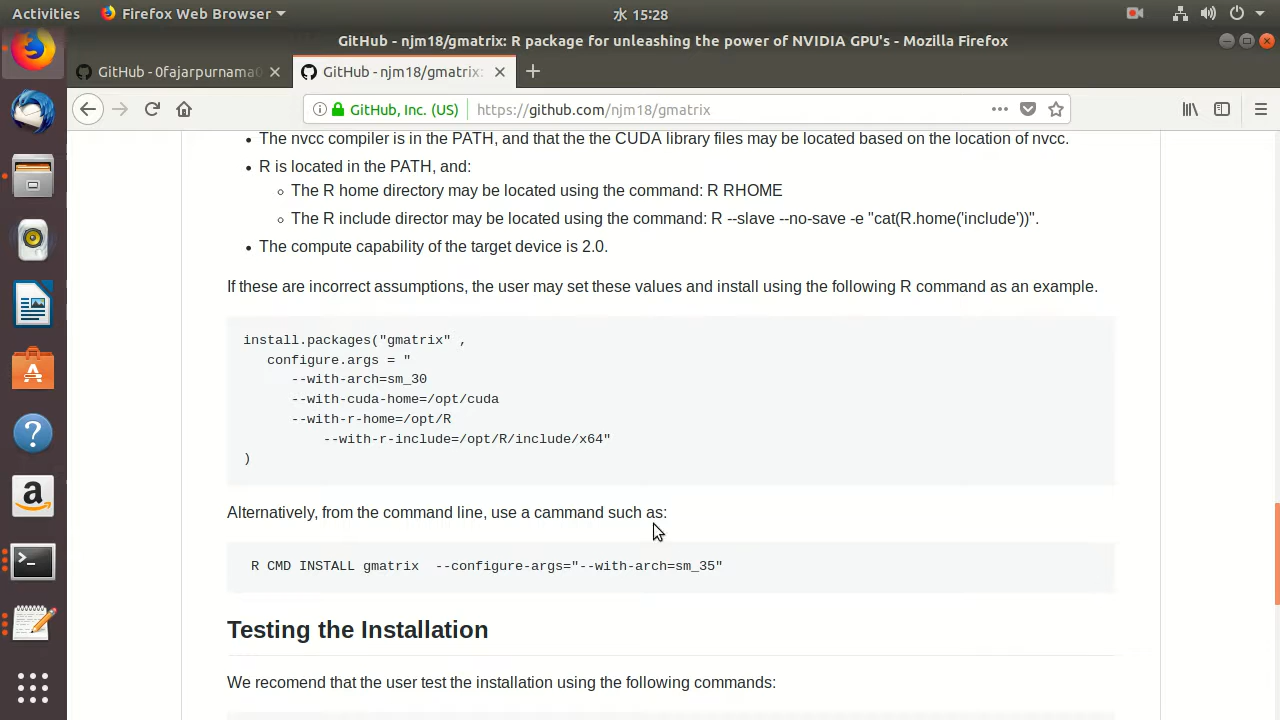 Activities Firefox Web Browser 水 15:28
GitHub - njm18/gmatrix: R package for unleashing the power of NVIDIA GPU's - Mozilla Firefox
GitHub - 0fajarpurnama0 GitHub - njm18/gmatrix:
GitHub, Inc. (US) https://github.com/njm18/gmatrix
• The nvcc compiler is in the PATH, and that the the CUDA library files may be located based on the location of nvcc.
• R is located in the PATH, and:
◦ The R home directory may be located using the command: R RHOME
◦ The R include director may be located using the command: R --slave --no-save -e "cat(R.home('include'))".
• The compute capability of the target device is 2.0.
If these are incorrect assumptions, the user may set these values and install using the following R command as an example.
install.packages("gmatrix" ,
configure.args = "
--with-arch=sm_30
--with-cuda-home=/opt/cuda
--with-r-home=/opt/R
--with-r-include=/opt/R/include/x64"
)
Alternatively, from the command line, use a cammand such as:
R CMD INSTALL gmatrix --configure-args="--with-arch=sm_35"
Testing the Installation
We recomend that the user test the installation using the following commands: